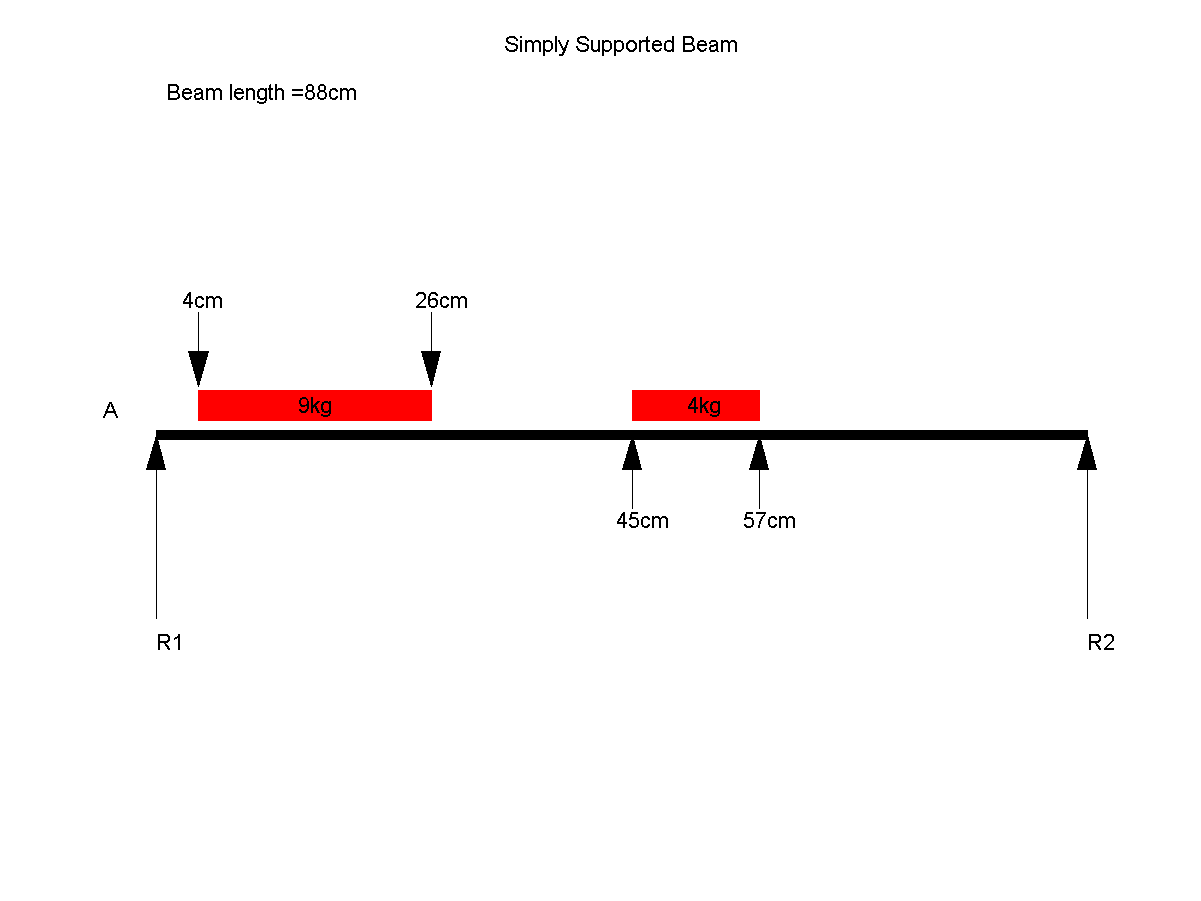 Simply Supported Beam
Beam length =88cm
4cm
26cm
A
9kg
4kg
45cm
57cm
R1
R2